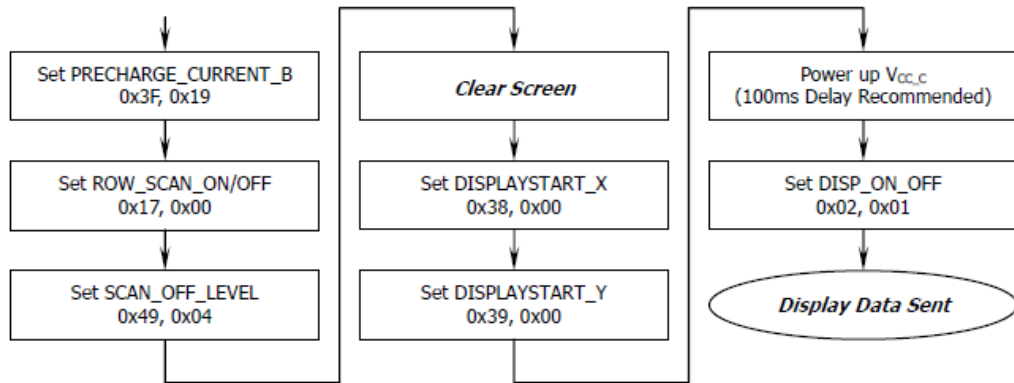 Set PRECHARGE_CURRENT_B
0x3F, 0x19
Set ROW_SCAN_ON/OFF
0x17, 0x00
Set SCAN_OFF_LEVEL
0x49, 0x04
Clear Screen
Set DISPLAYSTART_X
0x38, 0x00
Set DISPLAYSTART_Y
0x39, 0x00
Power up VCC_C
(100ms Delay Recommended)
Set DISP_ON_OFF
0x02, 0x01
Display Data Sent